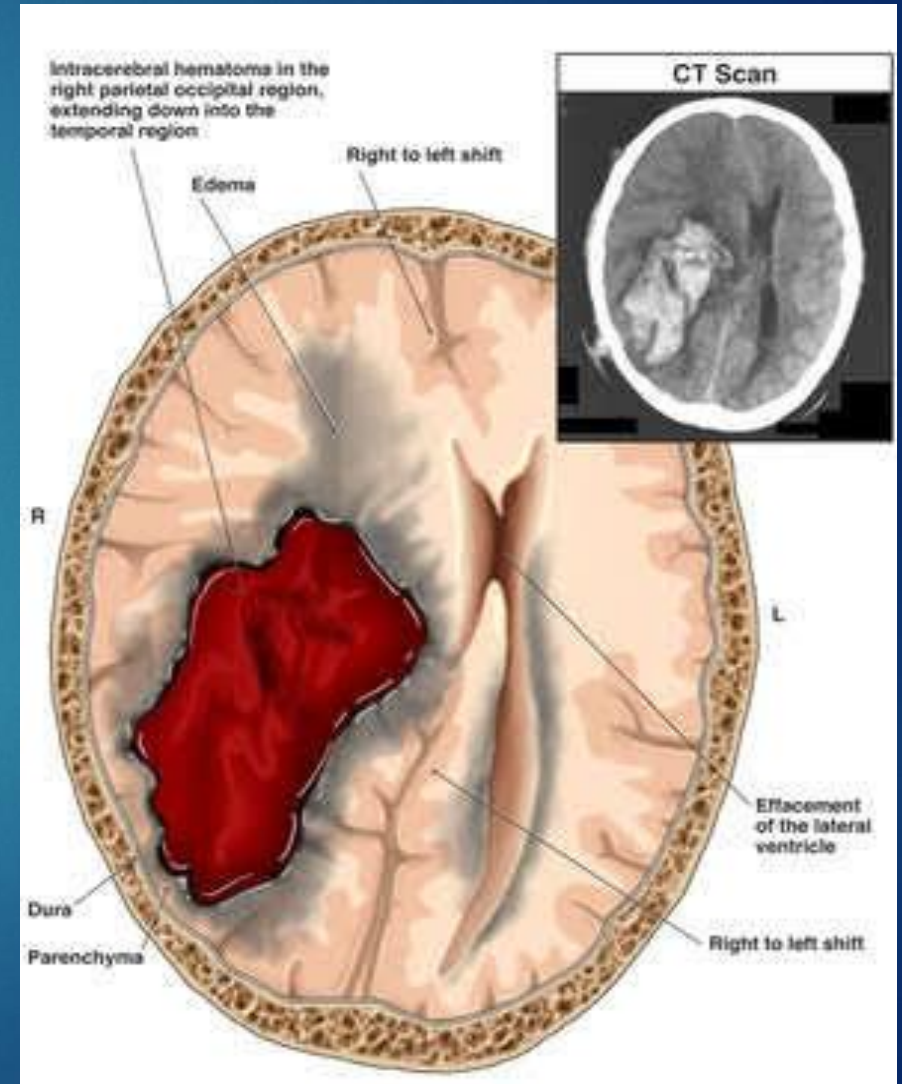 Intracerebral hematoma in the
right parietal occipital region,
extending down into the
temporal region
Edema
Right to left shift
CT Scan
R
L
Effacement
of the lateral
ventricle
Dura
Parenchyma
Right to left shift